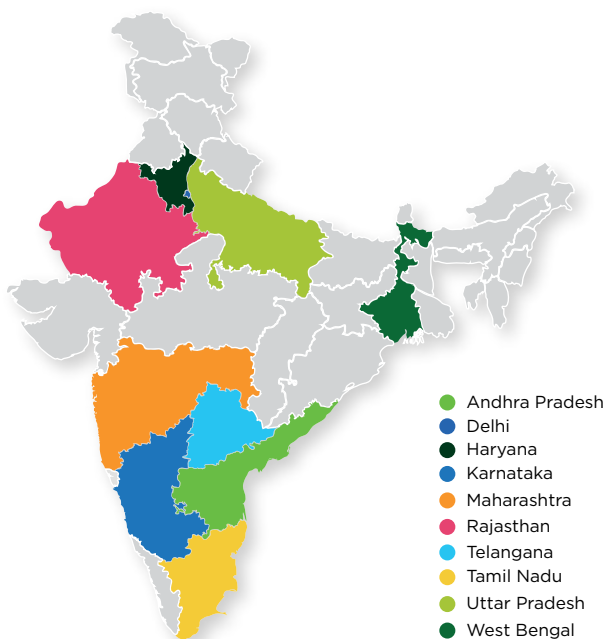 Andhra Pradesh
Delhi
Haryana
Karnataka
Maharashtra
Rajasthan
Telangana
Tamil Nadu
Uttar Pradesh
West Bengal